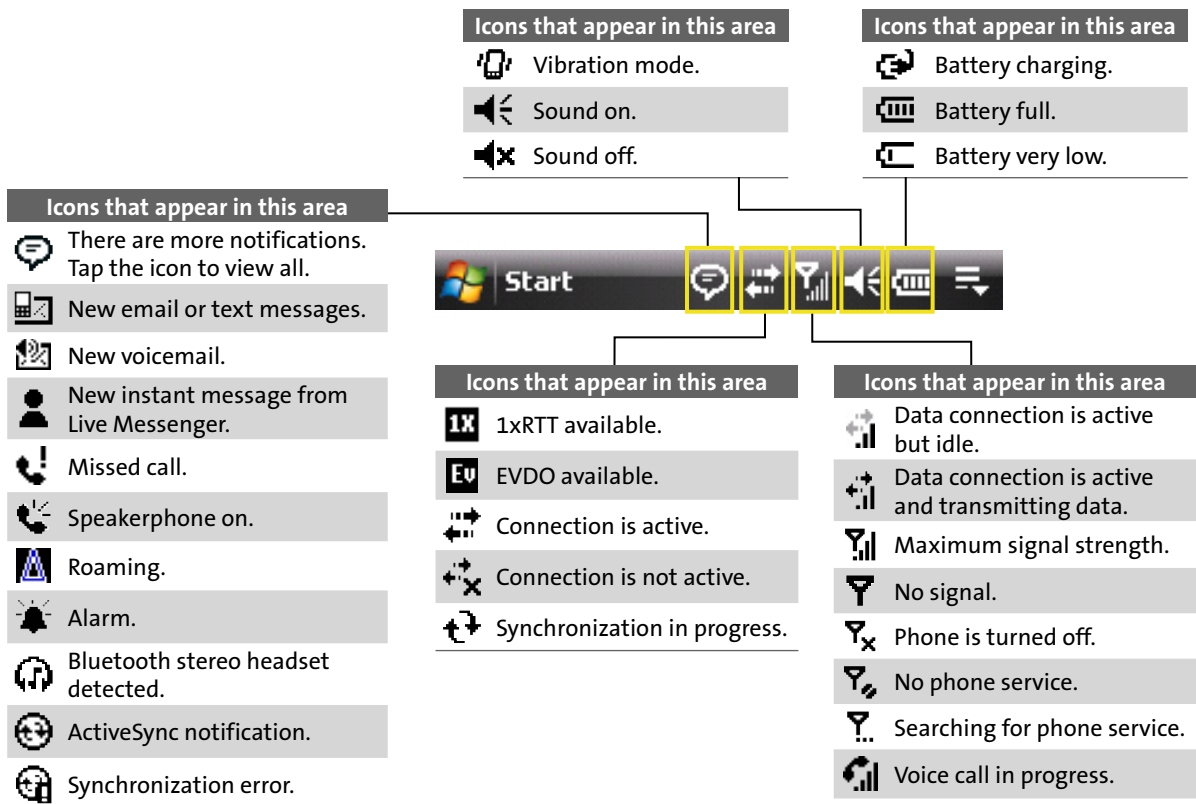 Icons that appear in this area
Vibration mode.
Sound on.
Sound off.
Icons that appear in this area
Battery charging.
Battery full.
Battery very low.
Icons that appear in this area
There are more notifications.
Tap the icon to view all.
New email or text messages.
New voicemail.
New instant message from
Live Messenger.
Missed call.
Speakerphone on.
Roaming.
Alarm.
Bluetooth stereo headset
detected.
ActiveSync notification.
Synchronization error.
Start
Icons that appear in this area
1X 1xRTT available.
Ev EVDO available.
Connection is active.
Connection is not active.
Synchronization in progress.
Icons that appear in this area
Data connection is active
but idle.
Data connection is active
and transmitting data.
Maximum signal strength.
No signal.
Phone is turned off.
No phone service.
Searching for phone service.
Voice call in progress.